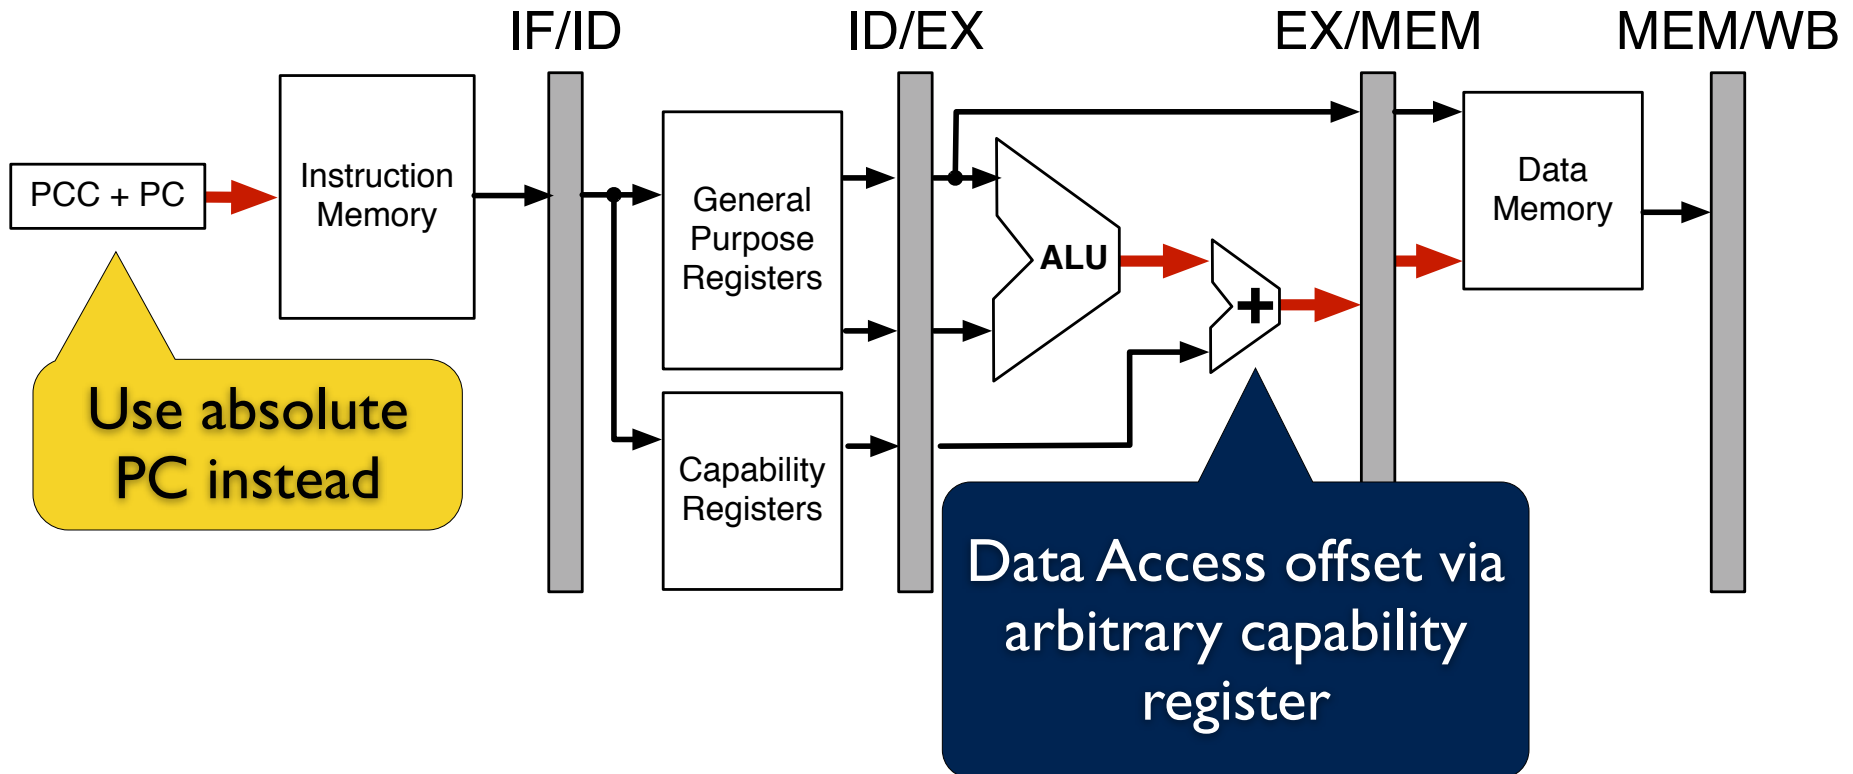 IF/ID
ID/EX
EX/MEM
MEM/WB
PCC + PC
Instruction
Memory
General
Purpose
Registers
ALU
+
Data
Memory
Capability
Registers
Use absolute
PC instead
Data Access offset via
arbitrary capability
register